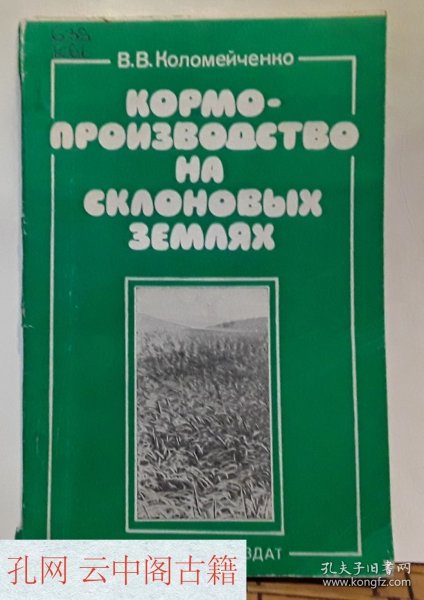 В. В. Коломейченко
КОРМО-
ПРОИЗВОДСТВО
НА
СКЛОНОВЫХ
ЗЕМЛЯХ
ЗДАТ
孔网 云中阁古籍
孔夫子旧书网
www.kongfz.com